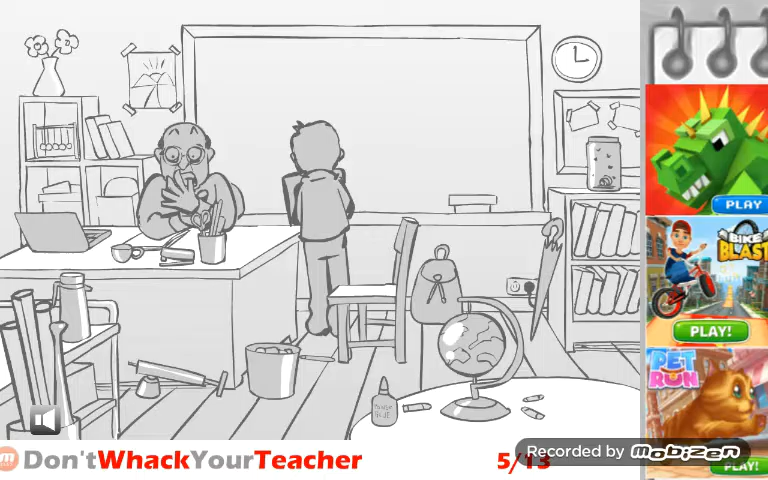 PLAY
BIKE
BLAST
PLAY!
PET
RUN
PLAY!
Don'tWhackYourTeacher
5/13
Recorded by mobizen